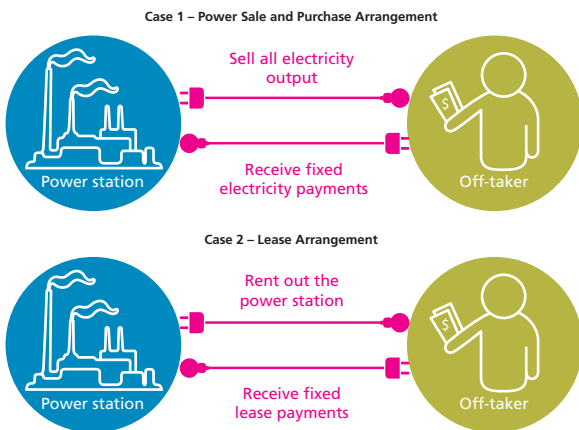 Case 1 – Power Sale and Purchase Arrangement
Sell all electricity
output
$
Power station
Receive fixed
electricity payments
Off-taker
Case 2 – Lease Arrangement
Rent out the
power station
$
Power station
Receive fixed
lease payments
Off-taker